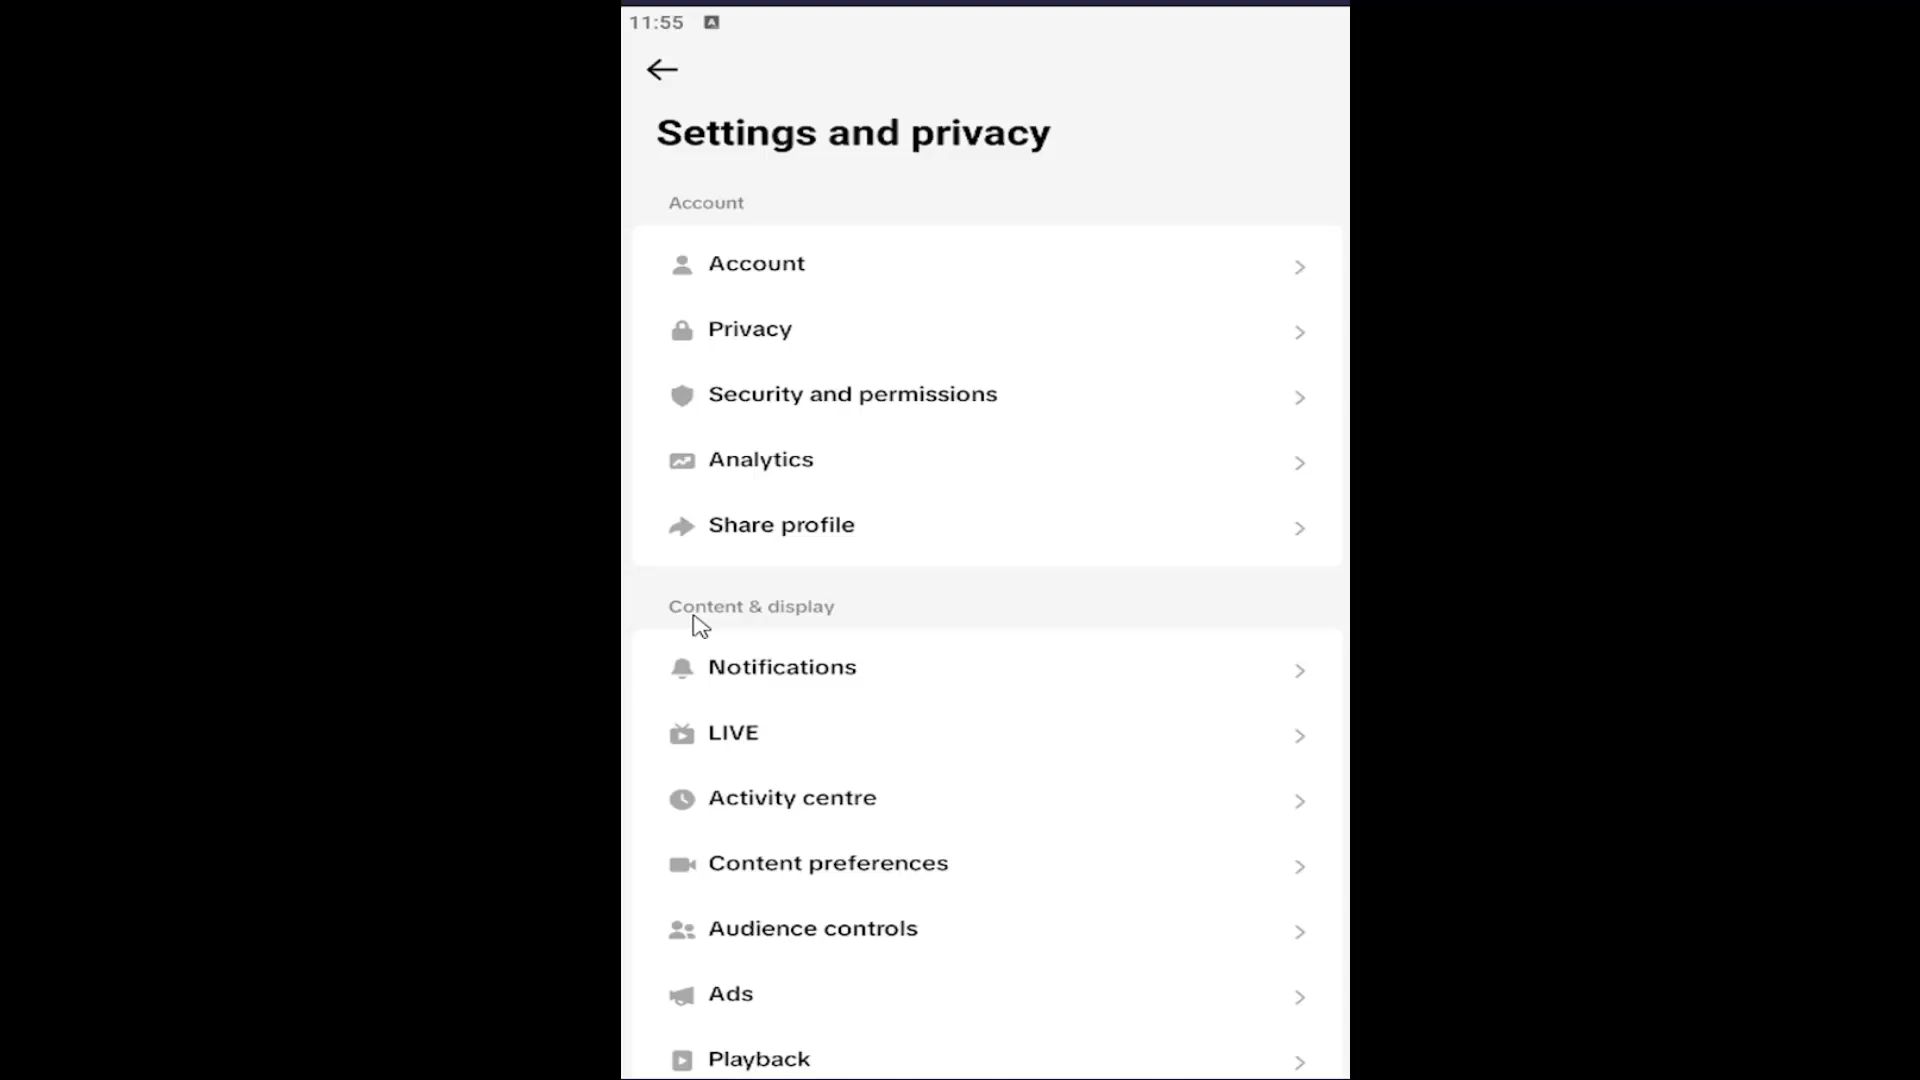 11:55 A
Settings and privacy
Account
Account
Privacy
Security and permissions
Analytics
Share profile
Content & display
Notifications
LIVE
Activity centre
Content preferences
Audience controls
Ads
Playback